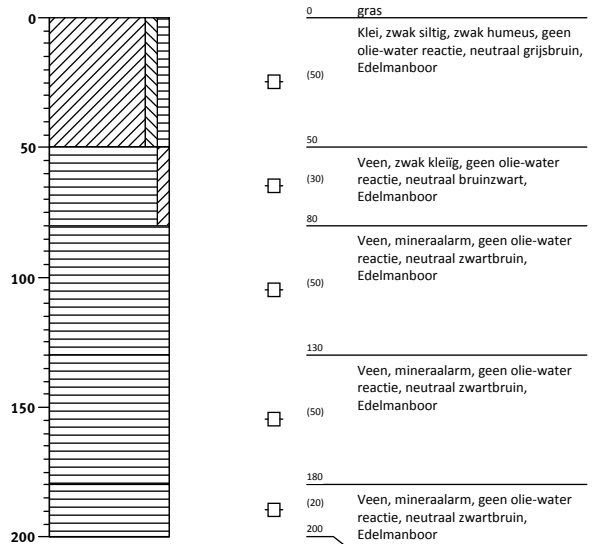 0
0
gras
Klei, zwak siltig, zwak humeus, geen
olie-water reactie, neutraal grijsbruin,
Edelmanboor
(50)
50
50
Veen, zwak kleiïg, geen olie-water
reactie, neutraal bruinzwart,
Edelmanboor
(30)
80
Veen, mineraalarm, geen olie-water
reactie, neutraal zwartbruin,
Edelmanboor
(50)
100
130
Veen, mineraalarm, geen olie-water
reactie, neutraal zwartbruin,
Edelmanboor
(50)
150
180
Veen, mineraalarm, geen olie-water
reactie, neutraal zwartbruin,
Edelmanboor
(20)
200
200